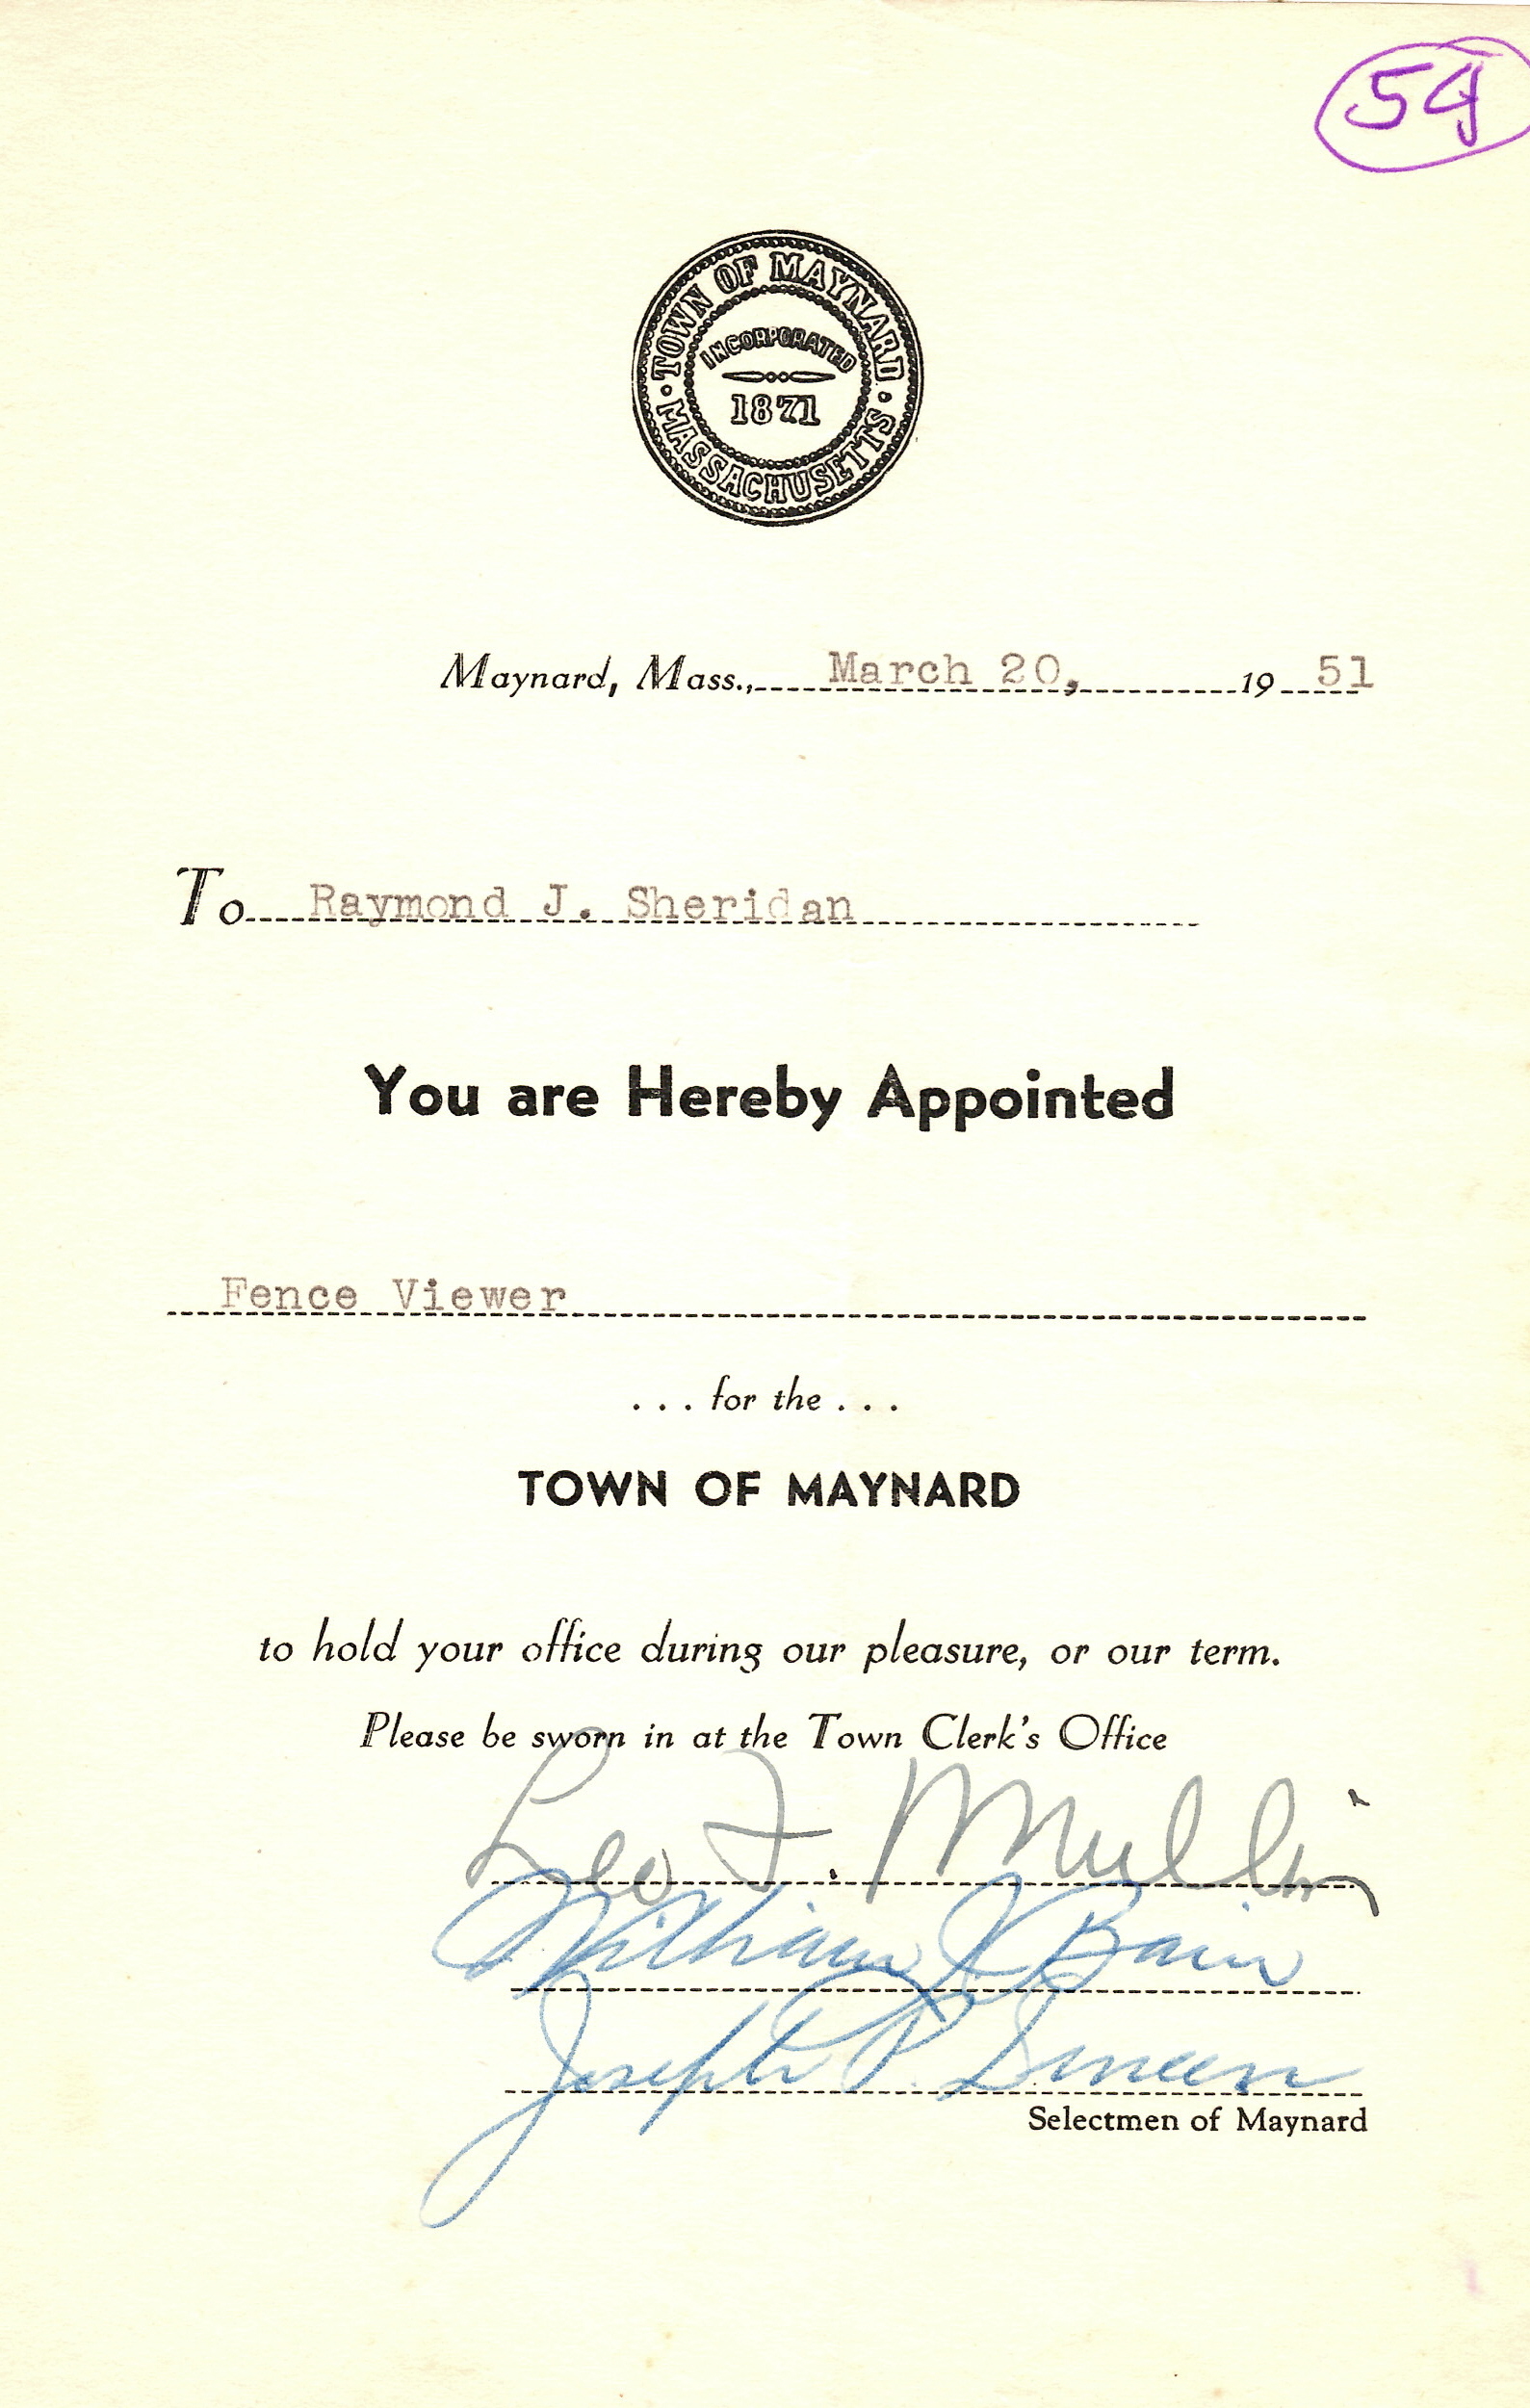 54
TOWN OF MAYNARD
INCORPORATED
1871
MASSACHUSETTS
Maynard, Mass., March 20, 19 51
To Raymond J. Sheridan
You are Hereby Appointed
Fence Viewer
. . . for the . . .
TOWN OF MAYNARD
to hold your office during our pleasure, or our term.
Please be sworn in at the Town Clerk's Office
Leo F. Mullin
William J Bain
Joseph P. Dineen
Selectmen of Maynard